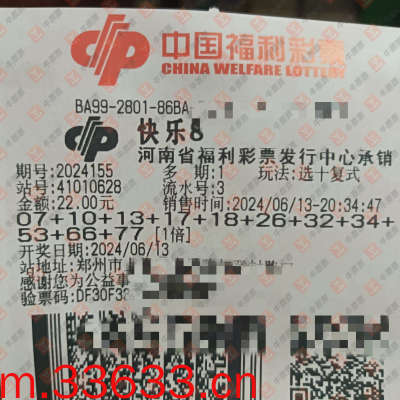 中国福利彩票
CHINA WELFARE LOTTERY
BA99-2801-86BA
快乐8
河南省福利彩票发行中心承销
期号:2024155 多期:1 玩法:选十复式
站号:41010628 流水号:3
金额:22.00元 销售时间:2024/06/13-20:34:47
07+10+13+17+18+26+32+34+
53+66+77 [1倍]
开奖日期:2024/06/13
站地址:郑州市
感谢您为公益事
验票码:DF30F32
m.33633.cn